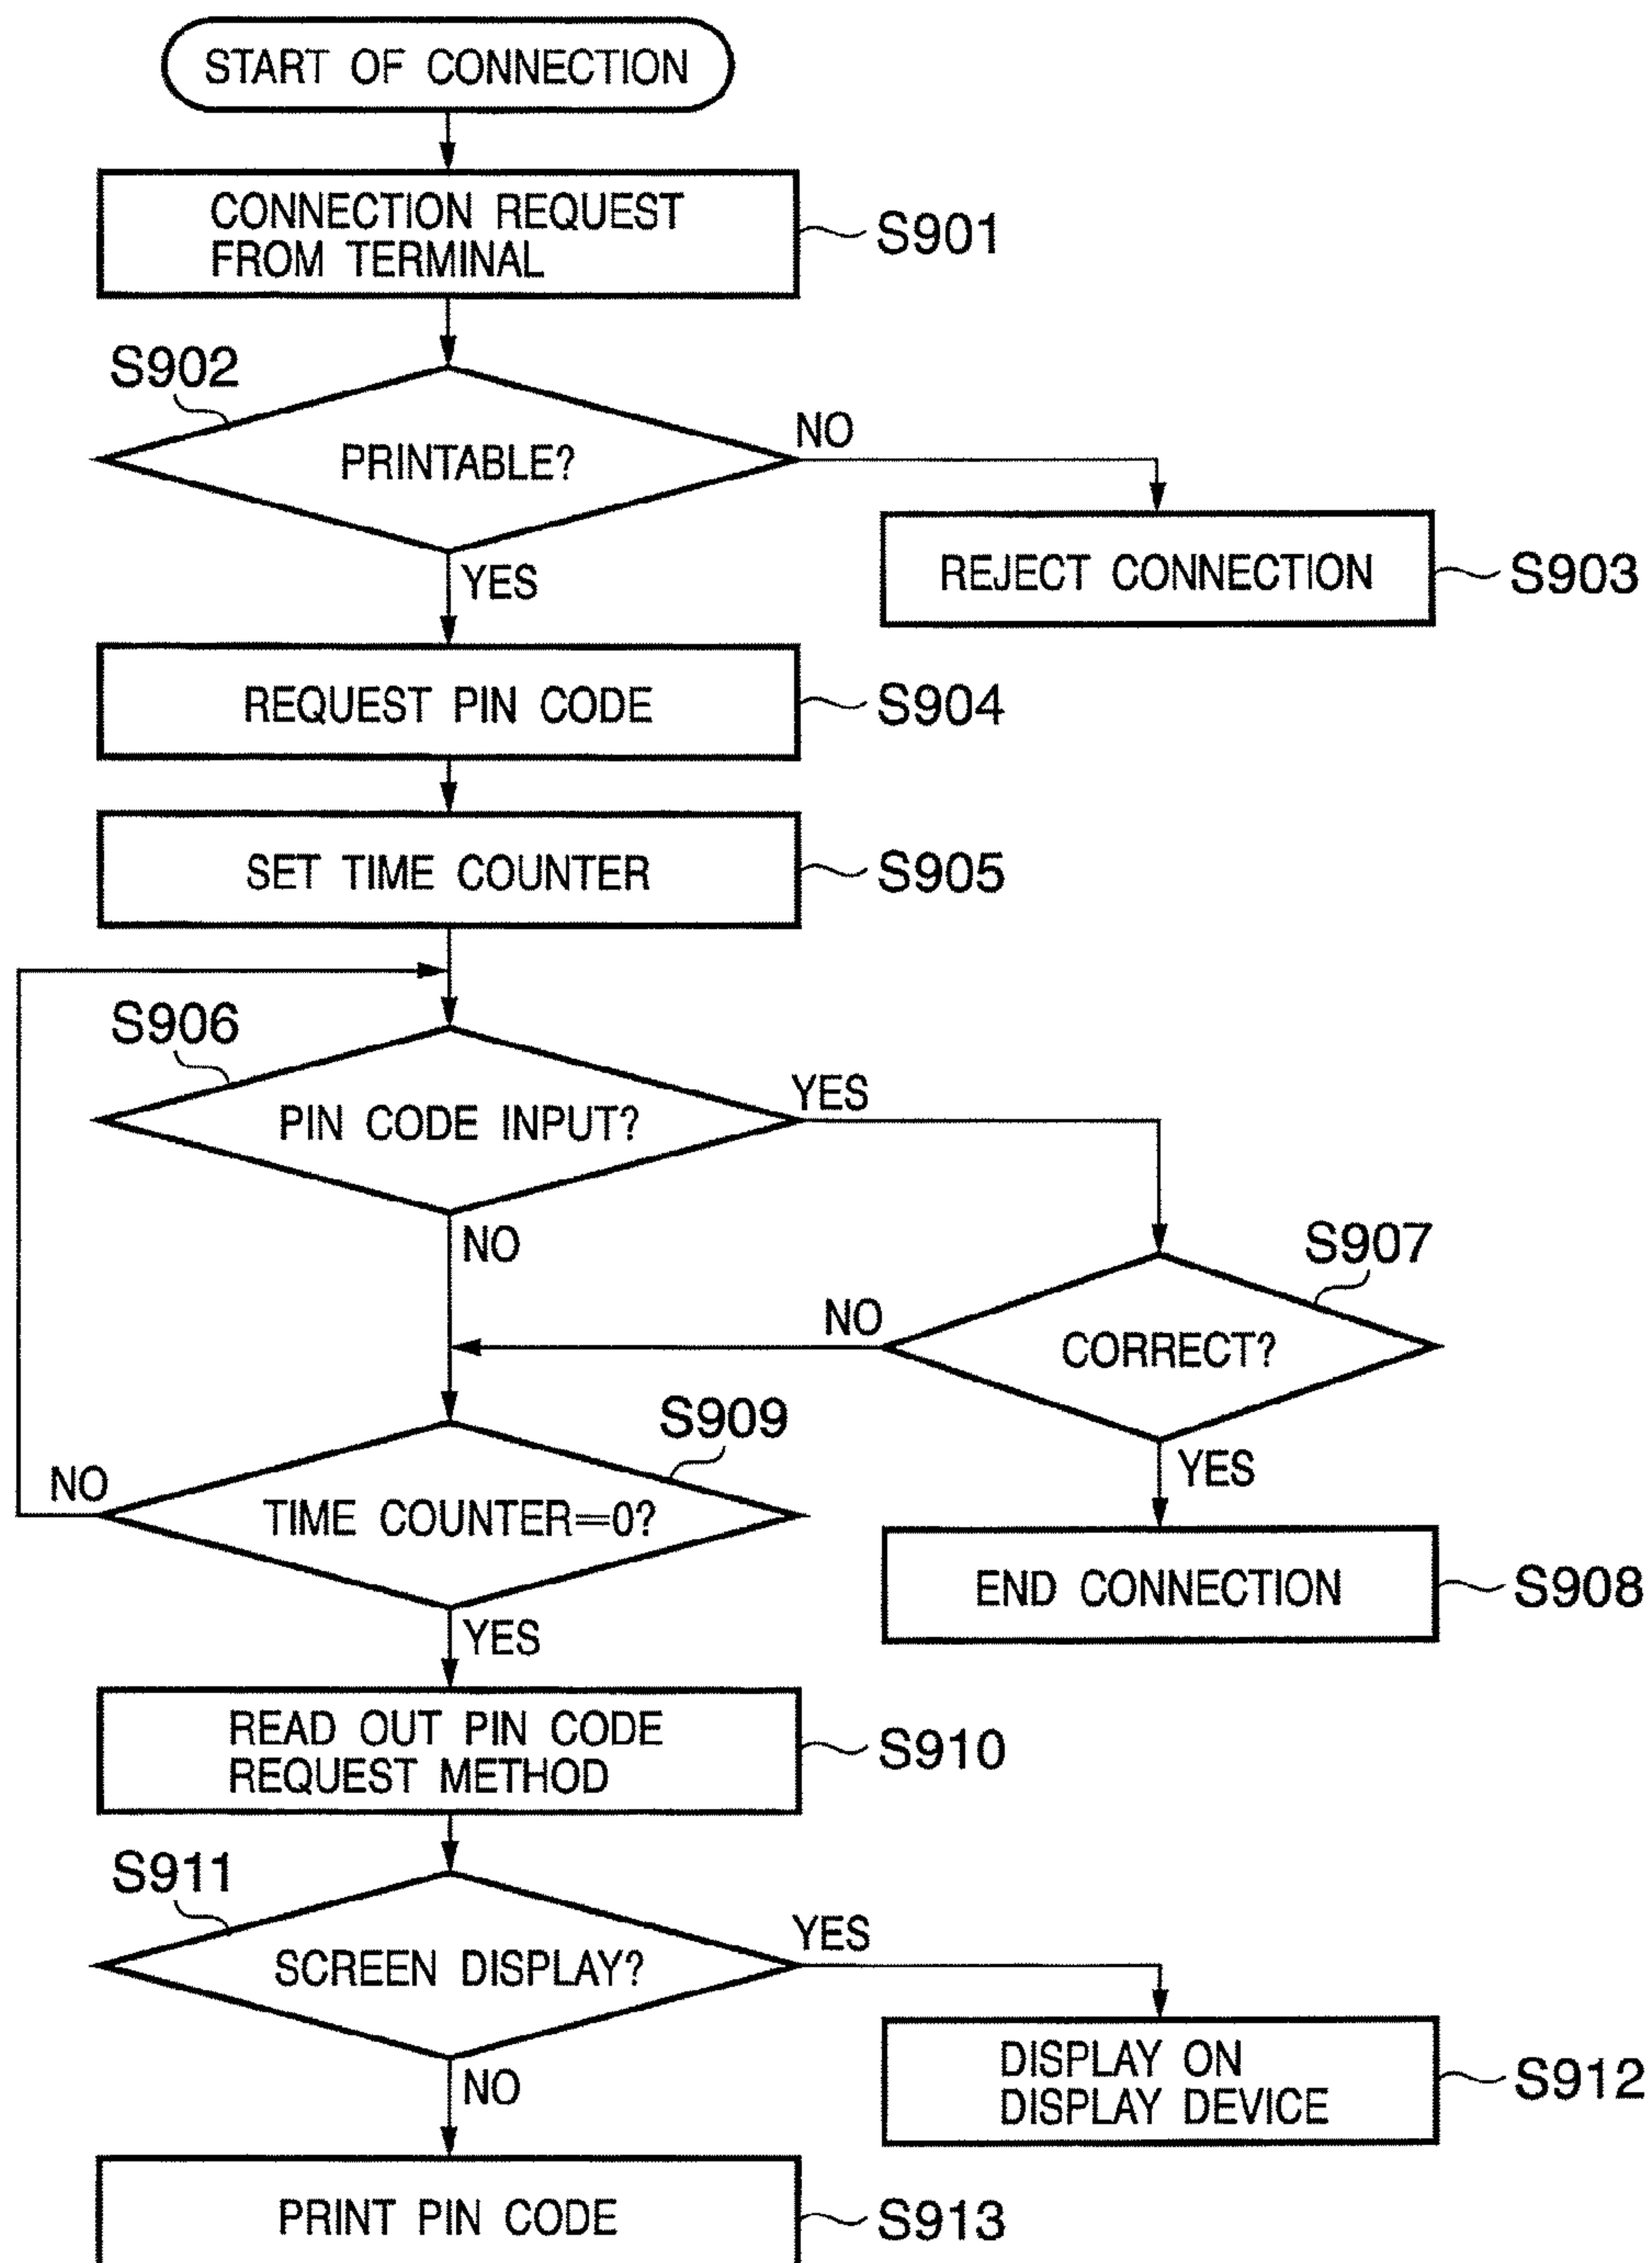 START OF CONNECTION
CONNECTION REQUEST
FROM TERMINAL
S901
S902
PRINTABLE?
NO
YES
REJECT CONNECTION
S903
REQUEST PIN CODE
S904
SET TIME COUNTER
S905
S906
PIN CODE INPUT?
YES
NO
S907
CORRECT?
NO
YES
S909
TIME COUNTER=0?
NO
YES
END CONNECTION
S908
READ OUT PIN CODE
REQUEST METHOD
S910
S911
SCREEN DISPLAY?
YES
NO
DISPLAY ON
DISPLAY DEVICE
S912
PRINT PIN CODE
S913